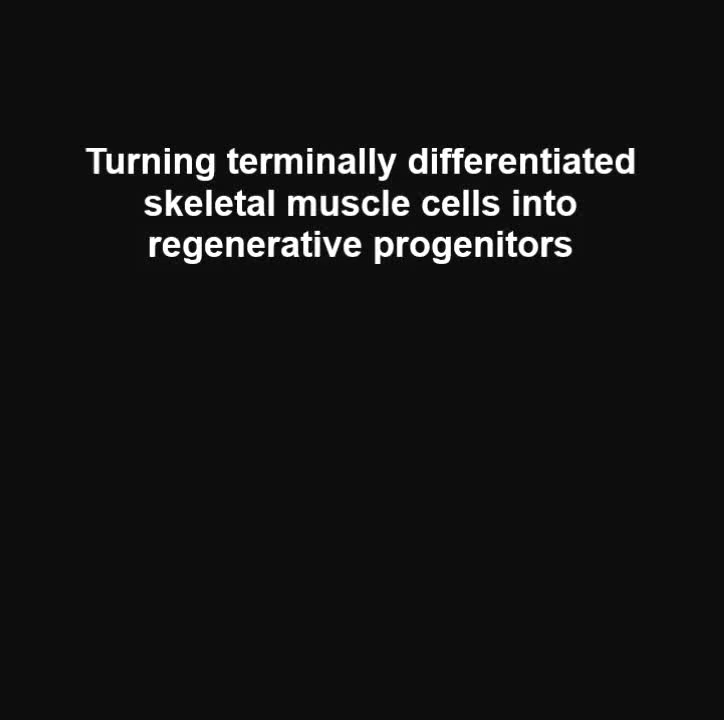 Turning terminally differentiated
skeletal muscle cells into
regenerative progenitors